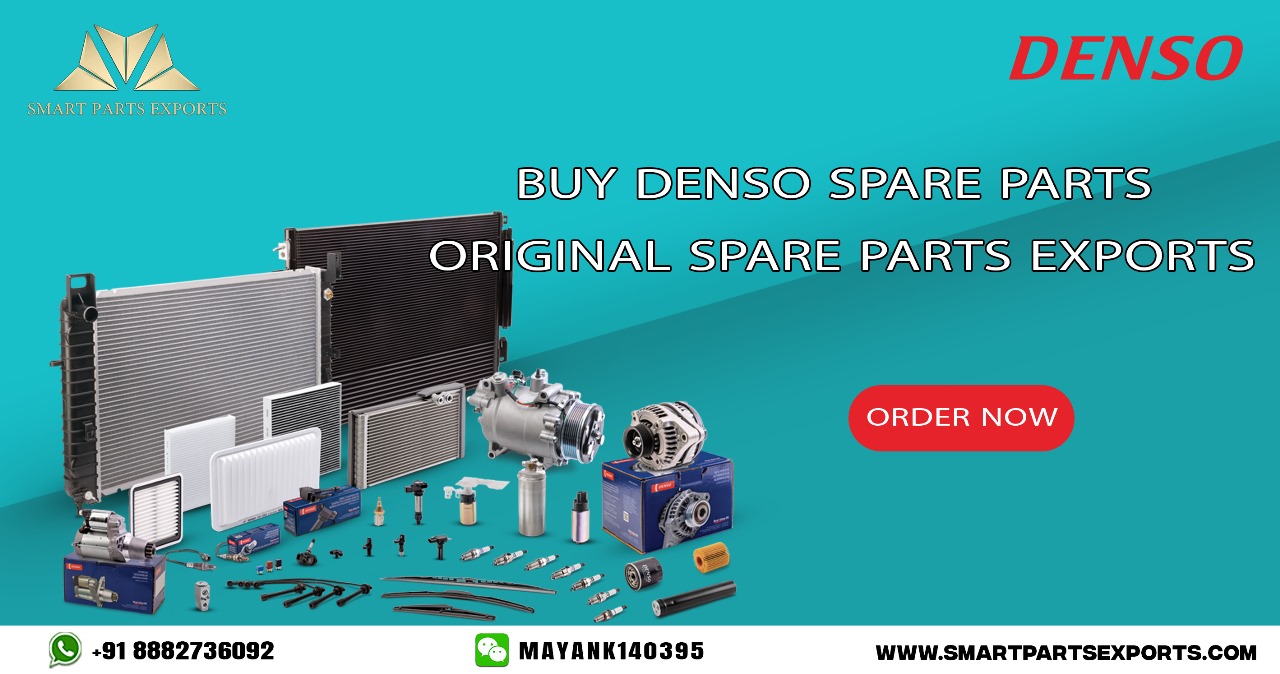 SMART PARTS EXPORTS
DENSO
BUY DENSO SPARE PARTS
ORIGINAL SPARE PARTS EXPORTS
ORDER NOW
DENSO
+91 8882736092
MAYANK140395
WWW.SMARTPARTSEXPORTS.COM